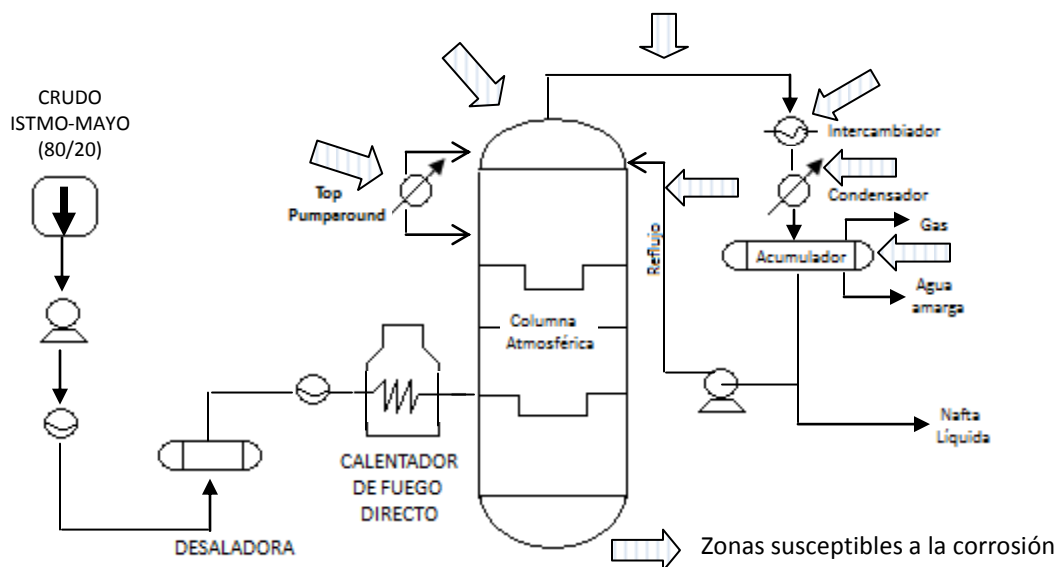 CRUDO
ISTMO-MAYO
(80/20)
Top
Pumparound
Intercambiador
Condensador
Gas
Acumulador
Agua
amarga
Reflujo
Columna
Atmosférica
Nafta
Líquida
CALENTADOR
DE FUEGO
DIRECTO
DESALADORA
Zonas susceptibles a la corrosión